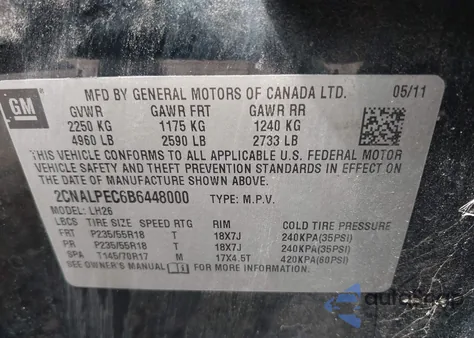 GM
MFD BY GENERAL MOTORS OF CANADA LTD. 05/11
GVWR GAWR FRT GAWR RR
2250 KG 1175 KG 1240 KG
4960 LB 2590 LB 2733 LB
THIS VEHICLE CONFORMS TO ALL APPLICABLE U.S. FEDERAL MOTOR
VEHICLE SAFETY AND THEFT PREVENTION STANDARDS IN EFFECT ON
THE DATE OF MANUFACTURE SHOWN ABOVE.
2CNALPEC6B6448000 TYPE: M.P.V.
MODEL: LH26
LBCS TIRE SIZE SPEED RTG RIM COLD TIRE PRESSURE
FRT P235/55R18 T 18X7J 240KPA(35PSI)
RR P235/55R18 T 18X7J 240KPA(35PSI)
SPA T145/70R17 M 17X4.5T 420KPA(60PSI)
SEE OWNER'S MANUAL FOR MORE INFORMATION.